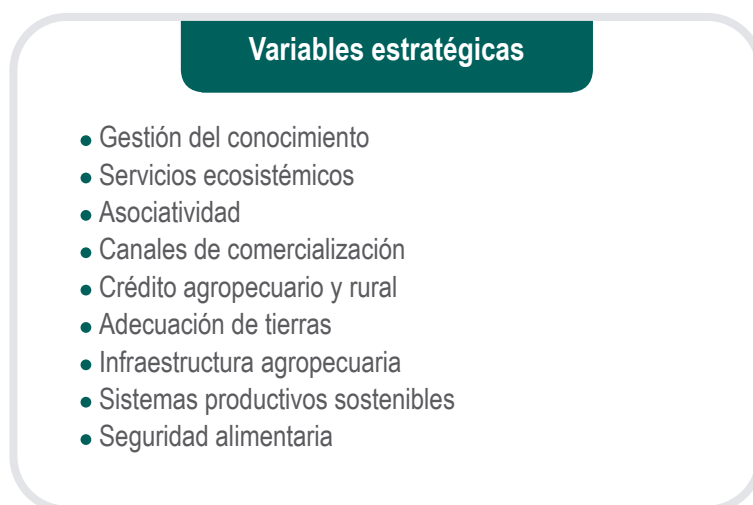 Variables estratégicas
• Gestión del conocimiento
• Servicios ecosistémicos
• Asociatividad
• Canales de comercialización
• Crédito agropecuario y rural
• Adecuación de tierras
• Infraestructura agropecuaria
• Sistemas productivos sostenibles
• Seguridad alimentaria